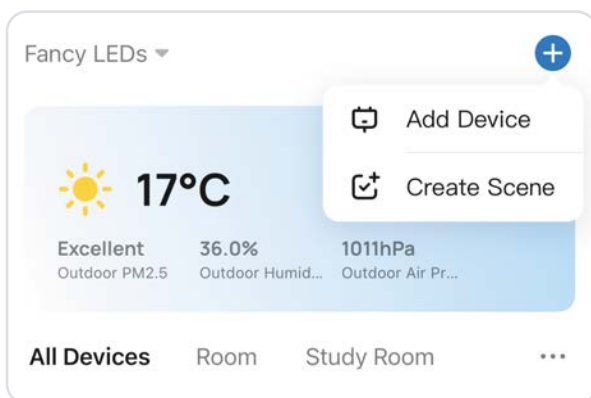 Fancy LEDs
Add Device
Create Scene
17°C
Excellent 36.0% 1011hPa
Outdoor PM2.5 Outdoor Humid... Outdoor Air Pr...
All Devices Room Study Room